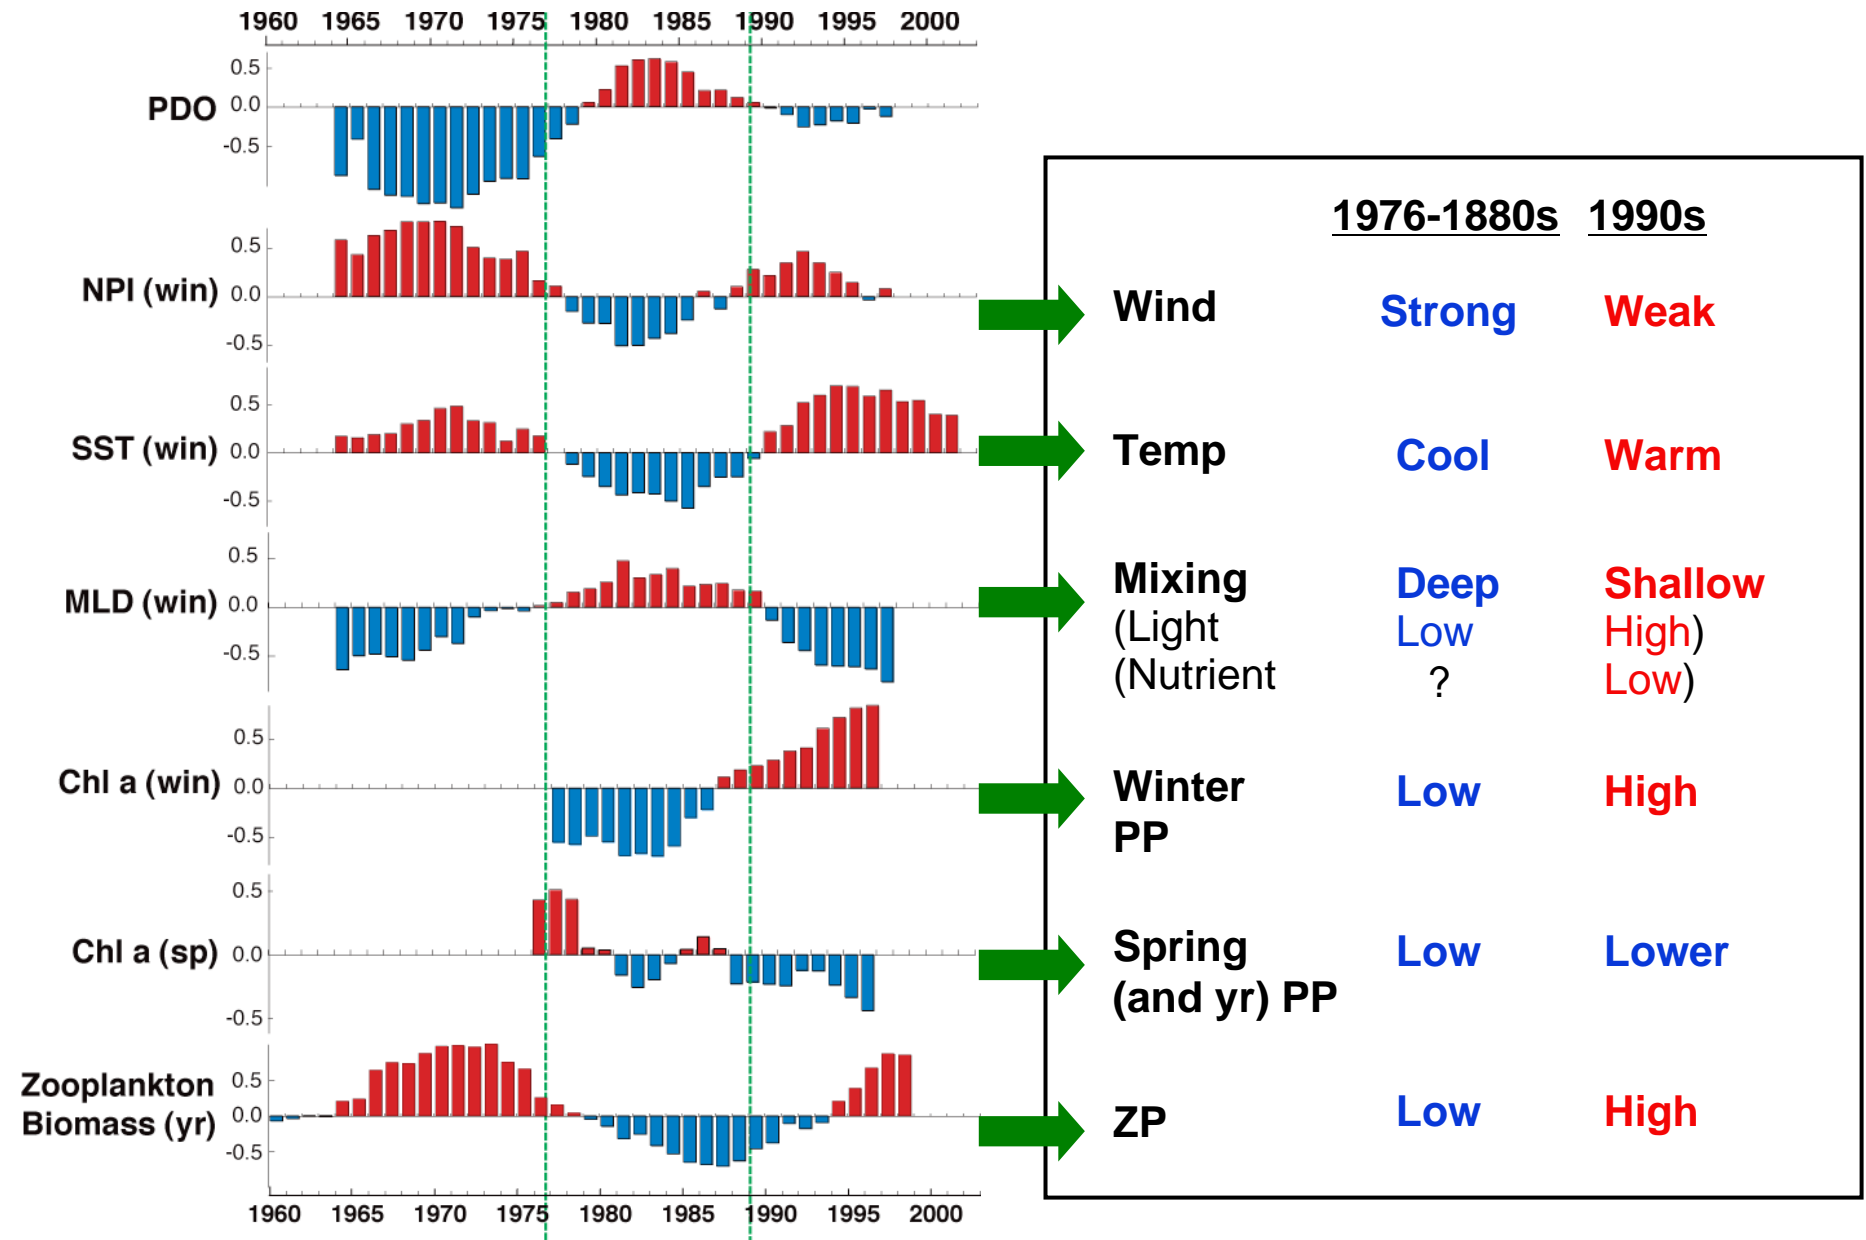 1960 1965 1970 1975 1980 1985 1990 1995 2000
0.5
PDO 0.0
-0.5
0.5
NPI (win) 0.0
-0.5
0.5
SST (win) 0.0
-0.5
0.5
MLD (win) 0.0
-0.5
0.5
Chl a (win) 0.0
-0.5
0.5
Chl a (sp) 0.0
-0.5
Zooplankton 0.5
Biomass (yr) 0.0
-0.5
1960 1965 1970 1975 1980 1985 1990 1995 2000
1976-1880s 1990s
Wind Strong Weak
Temp Cool Warm
Mixing Deep Shallow
(Light Low High)
(Nutrient ? Low)
Winter Low High
PP
Spring Low Lower
(and yr) PP
ZP Low High